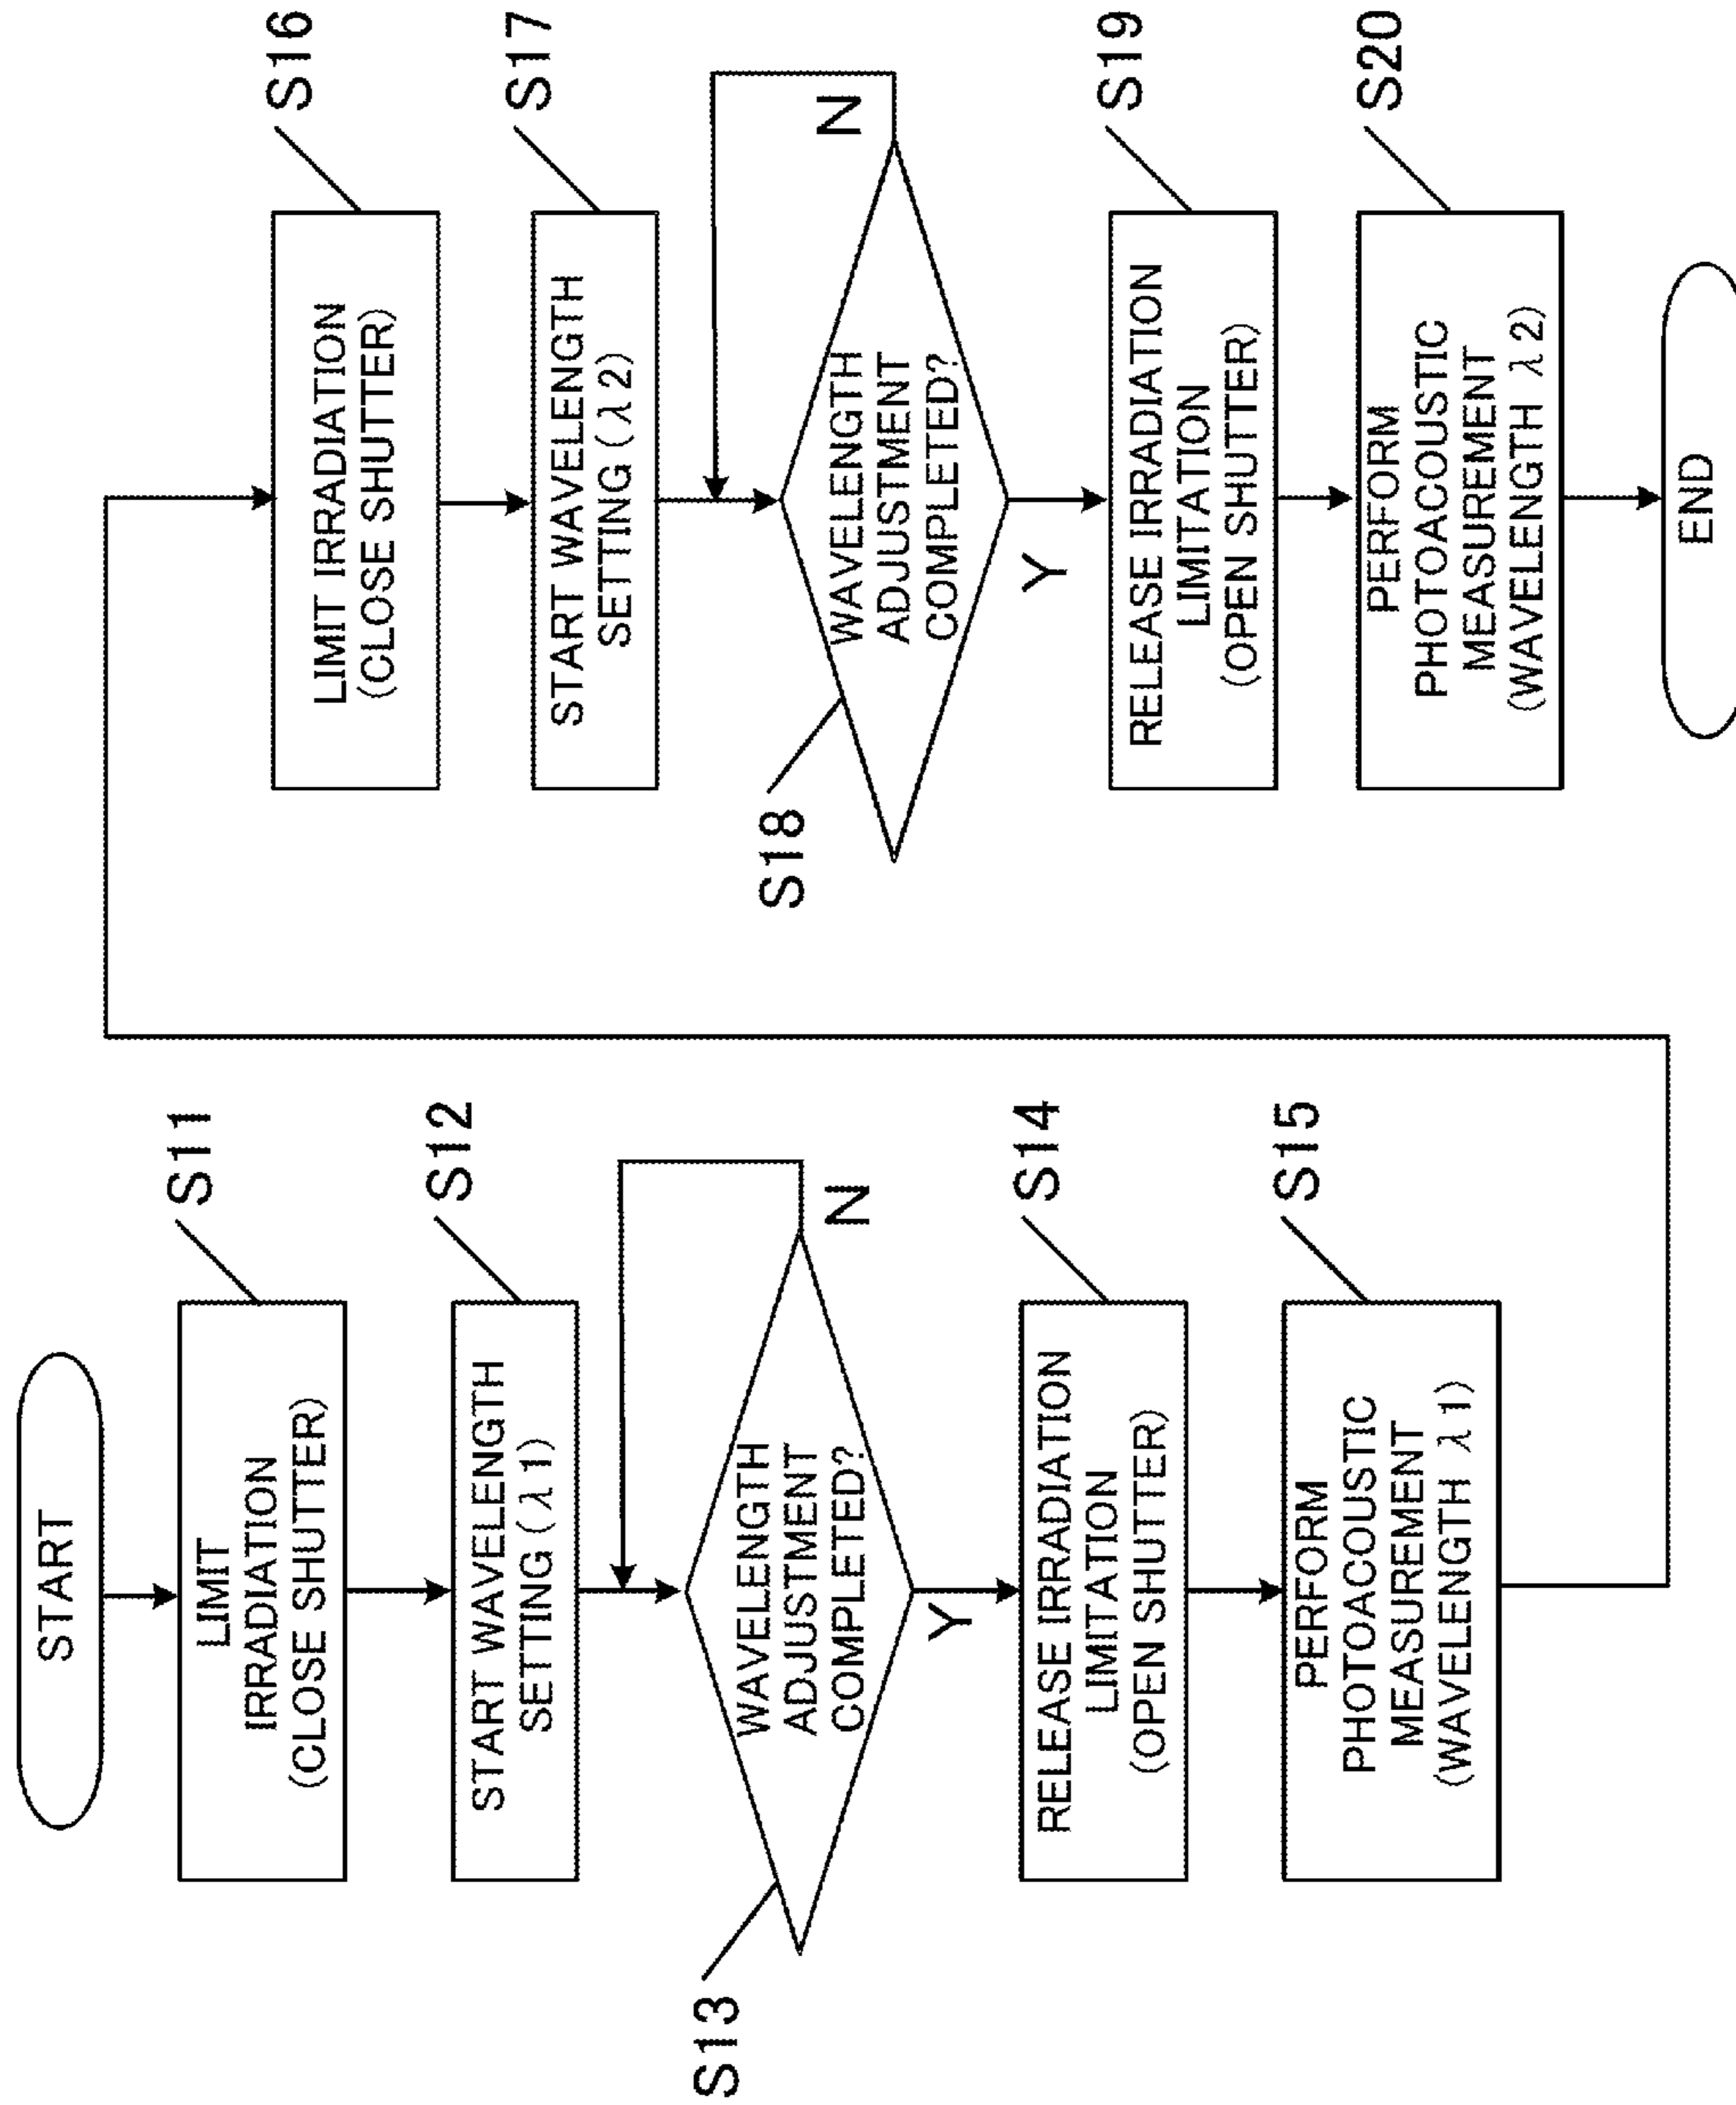 START
LIMIT
IRRADIATION
(CLOSE SHUTTER)
S11
START WAVELENGTH
SETTING (λ1)
S12
WAVELENGTH
ADJUSTMENT
COMPLETED?
S13
N
Y
RELEASE IRRADIATION
LIMITATION
(OPEN SHUTTER)
S14
PERFORM
PHOTOACOUSTIC
MEASUREMENT
(WAVELENGTH λ1)
S15
LIMIT IRRADIATION
(CLOSE SHUTTER)
S16
START WAVELENGTH
SETTING (λ2)
S17
WAVELENGTH
ADJUSTMENT
COMPLETED?
S18
N
Y
RELEASE IRRADIATION
LIMITATION
(OPEN SHUTTER)
S19
PERFORM
PHOTOACOUSTIC
MEASUREMENT
(WAVELENGTH λ2)
S20
END